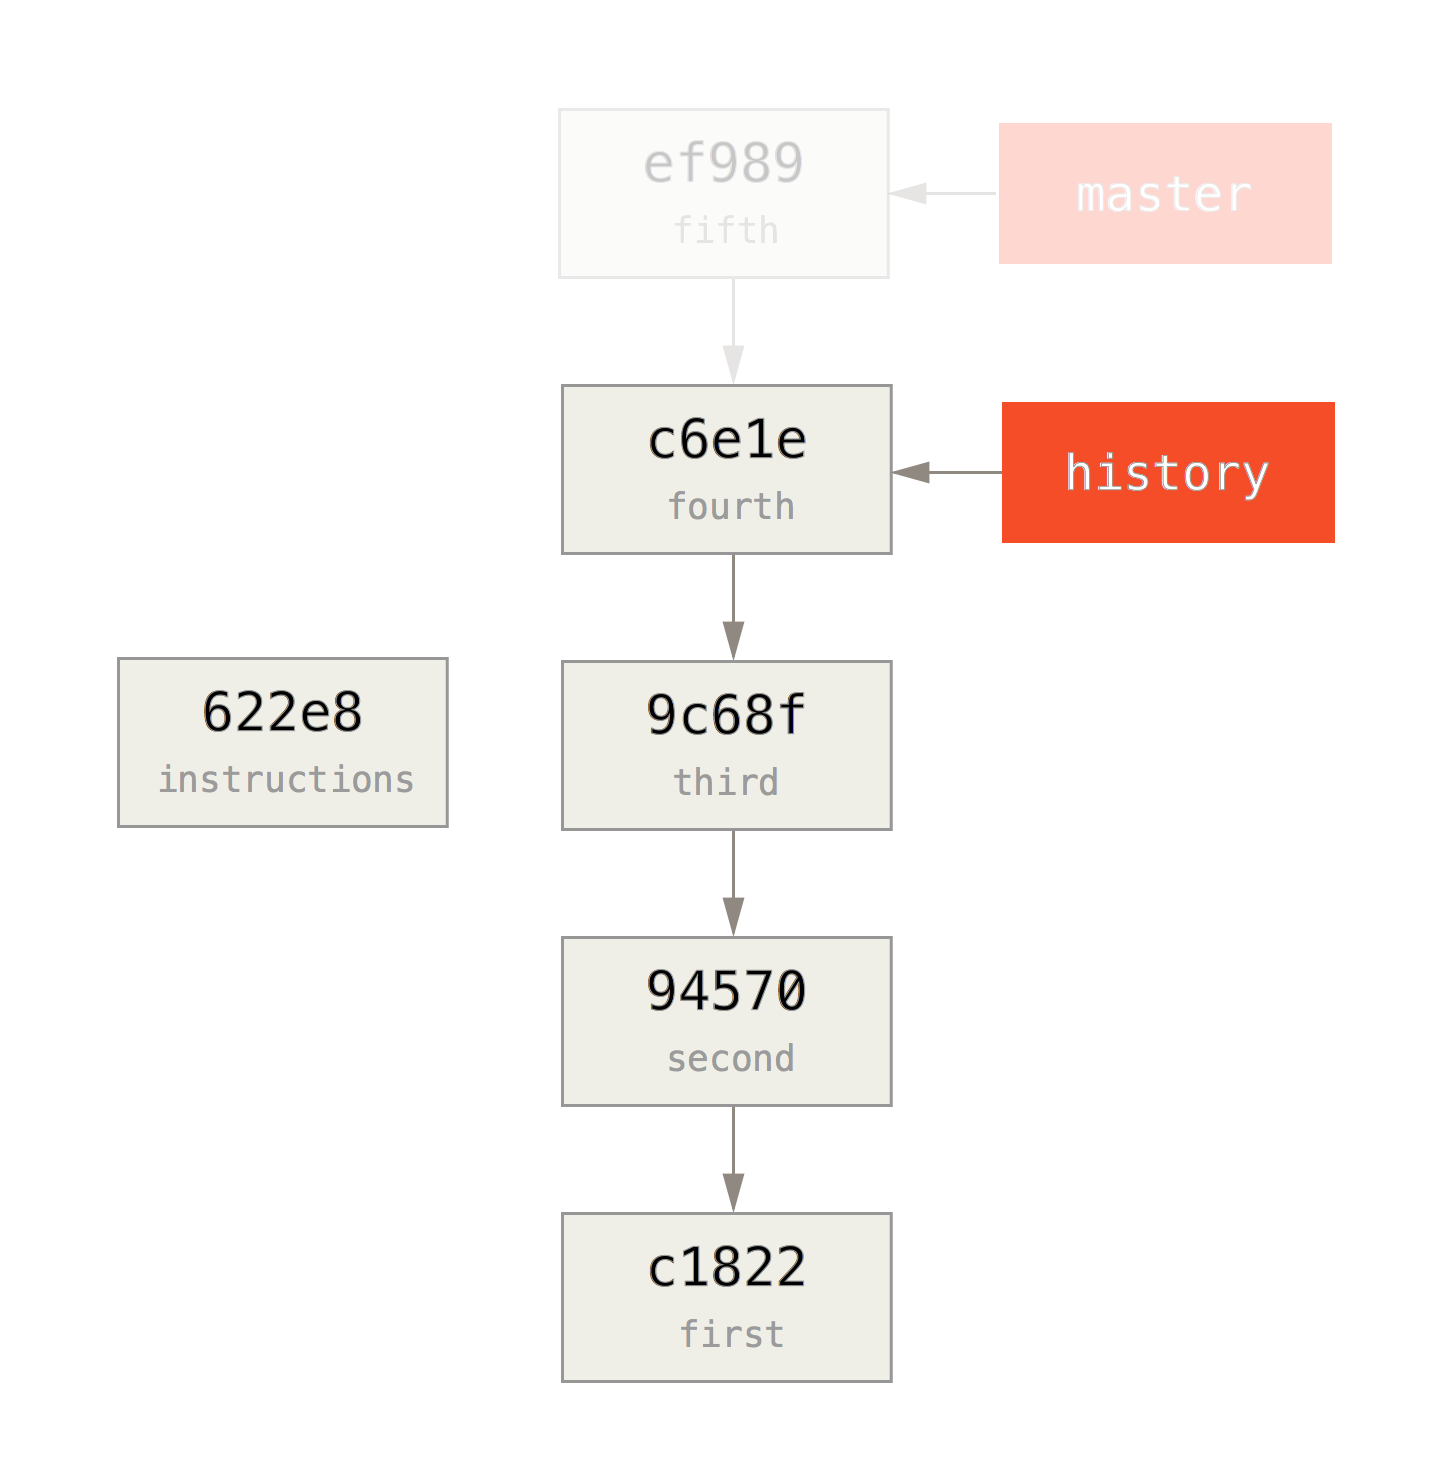 ef989
fifth
master
c6e1e
fourth
history
622e8
instructions
9c68f
third
94570
second
c1822
first